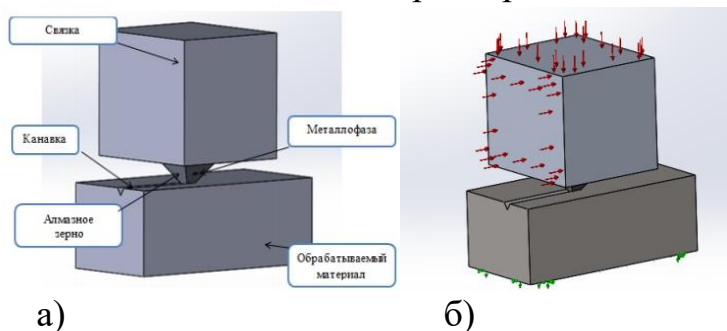 Связка
Канавка
Металлофаза
Алмазное
зерно
Обрабатываемый
материал
а)
б)